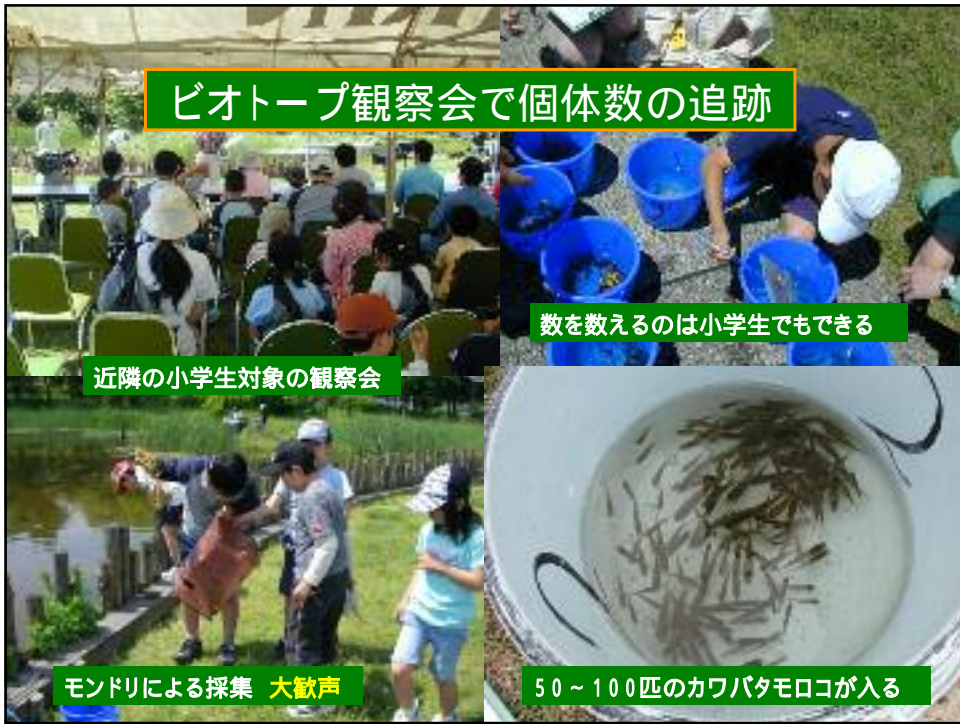 ビオトープ観察会で個体数の追跡
数を数えるのは小学生でもできる
近隣の小学生対象の観察会
モンドリによる採集　大歓声
５０～１００匹のカワバタモロコが入る